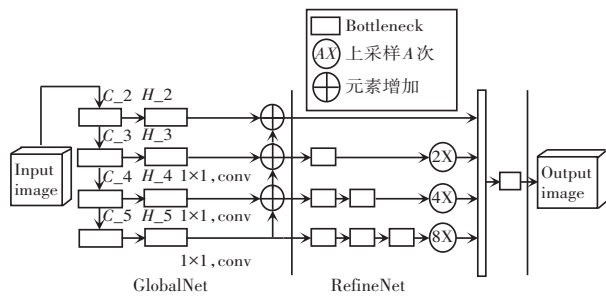 Bottleneck
AX 上采样A次
元素增加
C_2 H_2
C_3 H_3
2X
Input image
C_4 H_4 1×1, conv
4X
Output image
C_5 H_5 1×1, conv
8X
1×1, conv
GlobalNet RefineNet